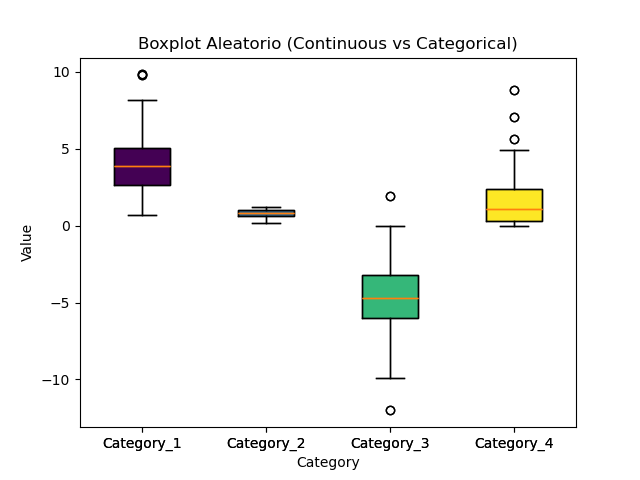 Boxplot Aleatorio (Continuous vs Categorical)
10
5
0
−5
−10
Value
Category_1 Category_2 Category_3 Category_4
Category